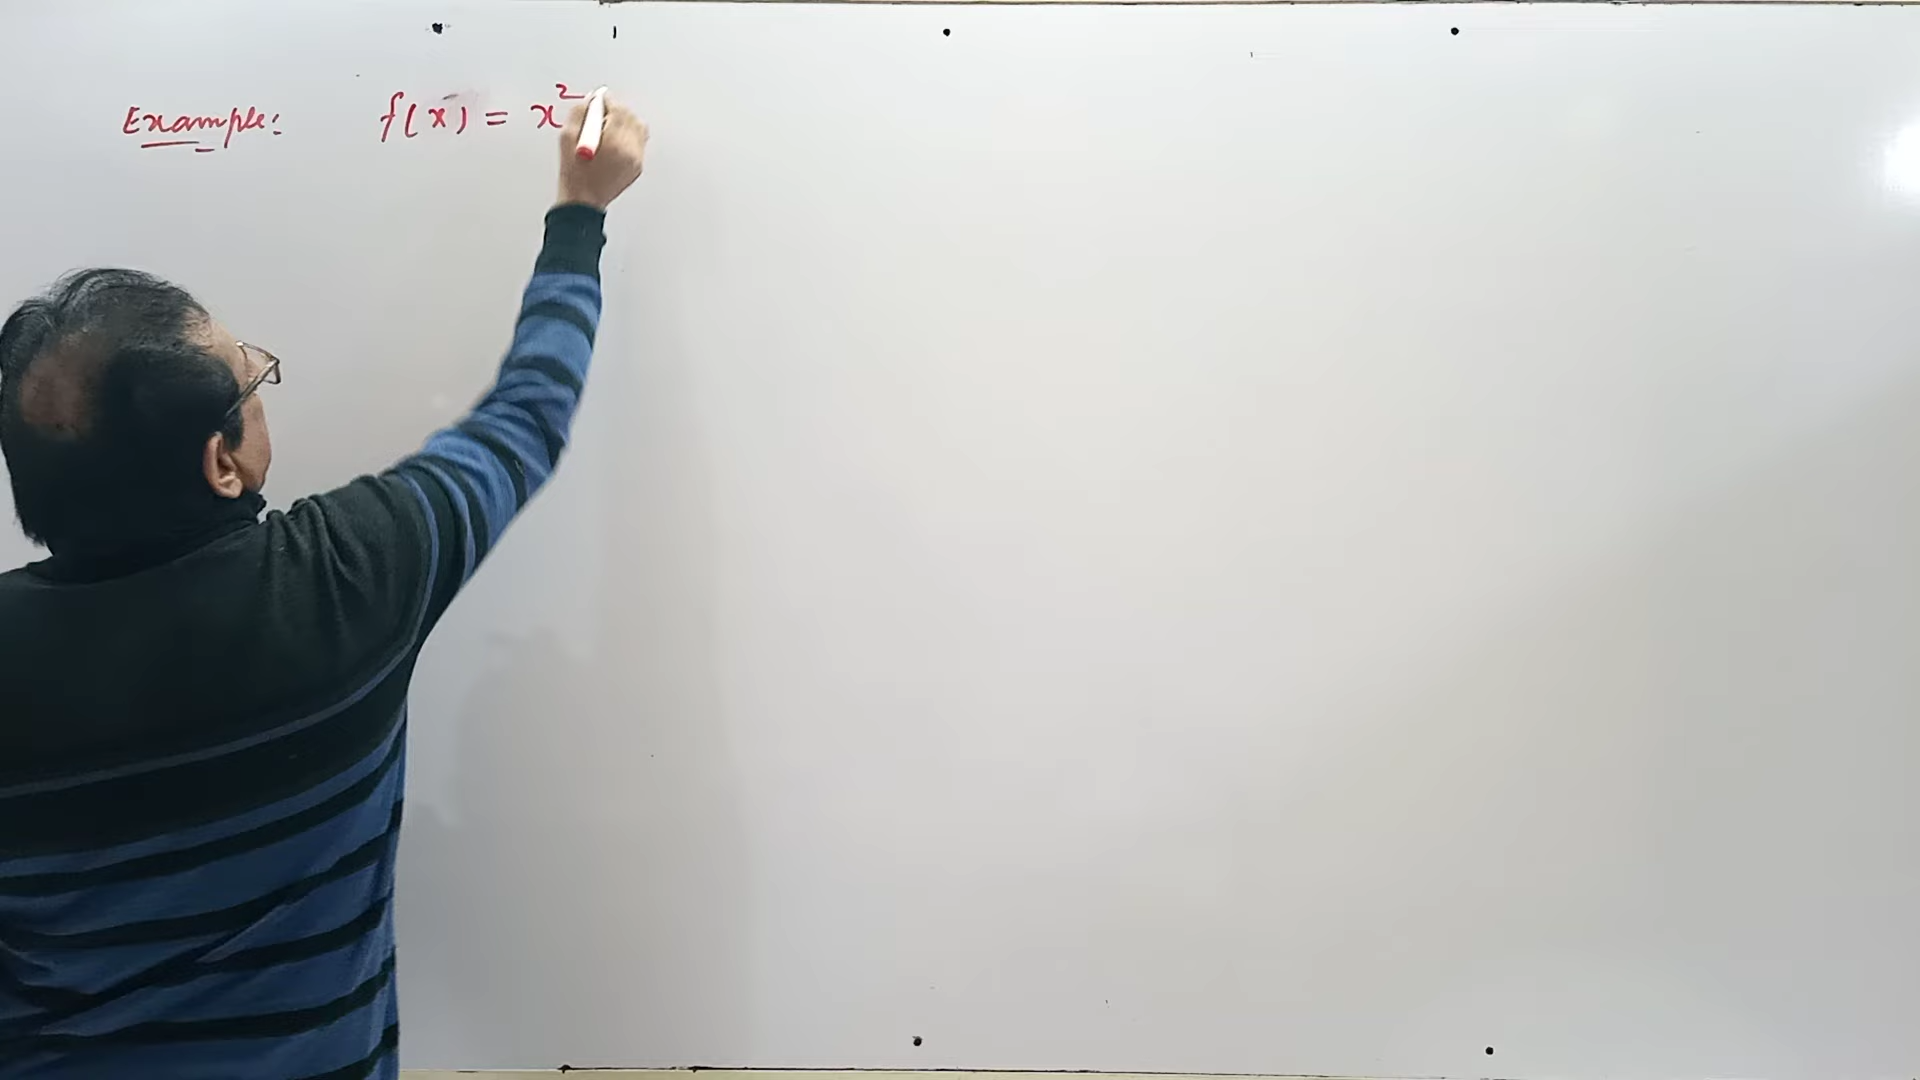 Example: f(x) = x²